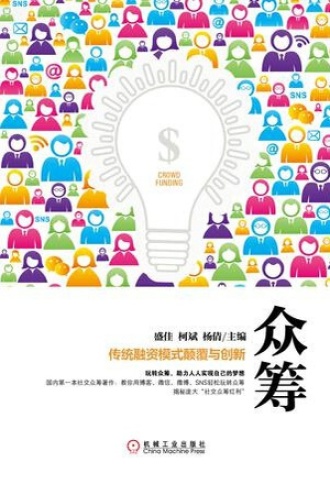 SNS
$
CROWD
FUNDING
SNS
盛佳 柯斌 杨倩/主编
众筹
传统融资模式颠覆与创新
玩转众筹，助力人人实现自己的梦想
国内第一本社交众筹著作 教你用博客、微信、微博、SNS轻松玩转众筹
揭秘庞大“社交众筹红利”
机械工业出版社
China Machine Press